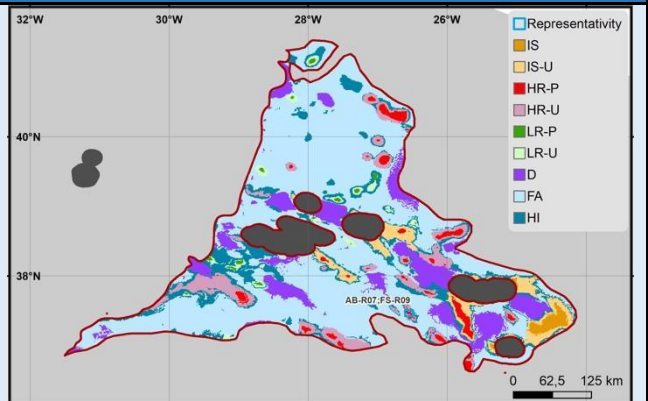 32°W
30°W
28°W
26°W
Representativity
IS
IS-U
HR-P
HR-U
LR-P
LR-U
D
FA
HI
40°N
38°N
AB-R07;FS-R09
0 62,5 125 km